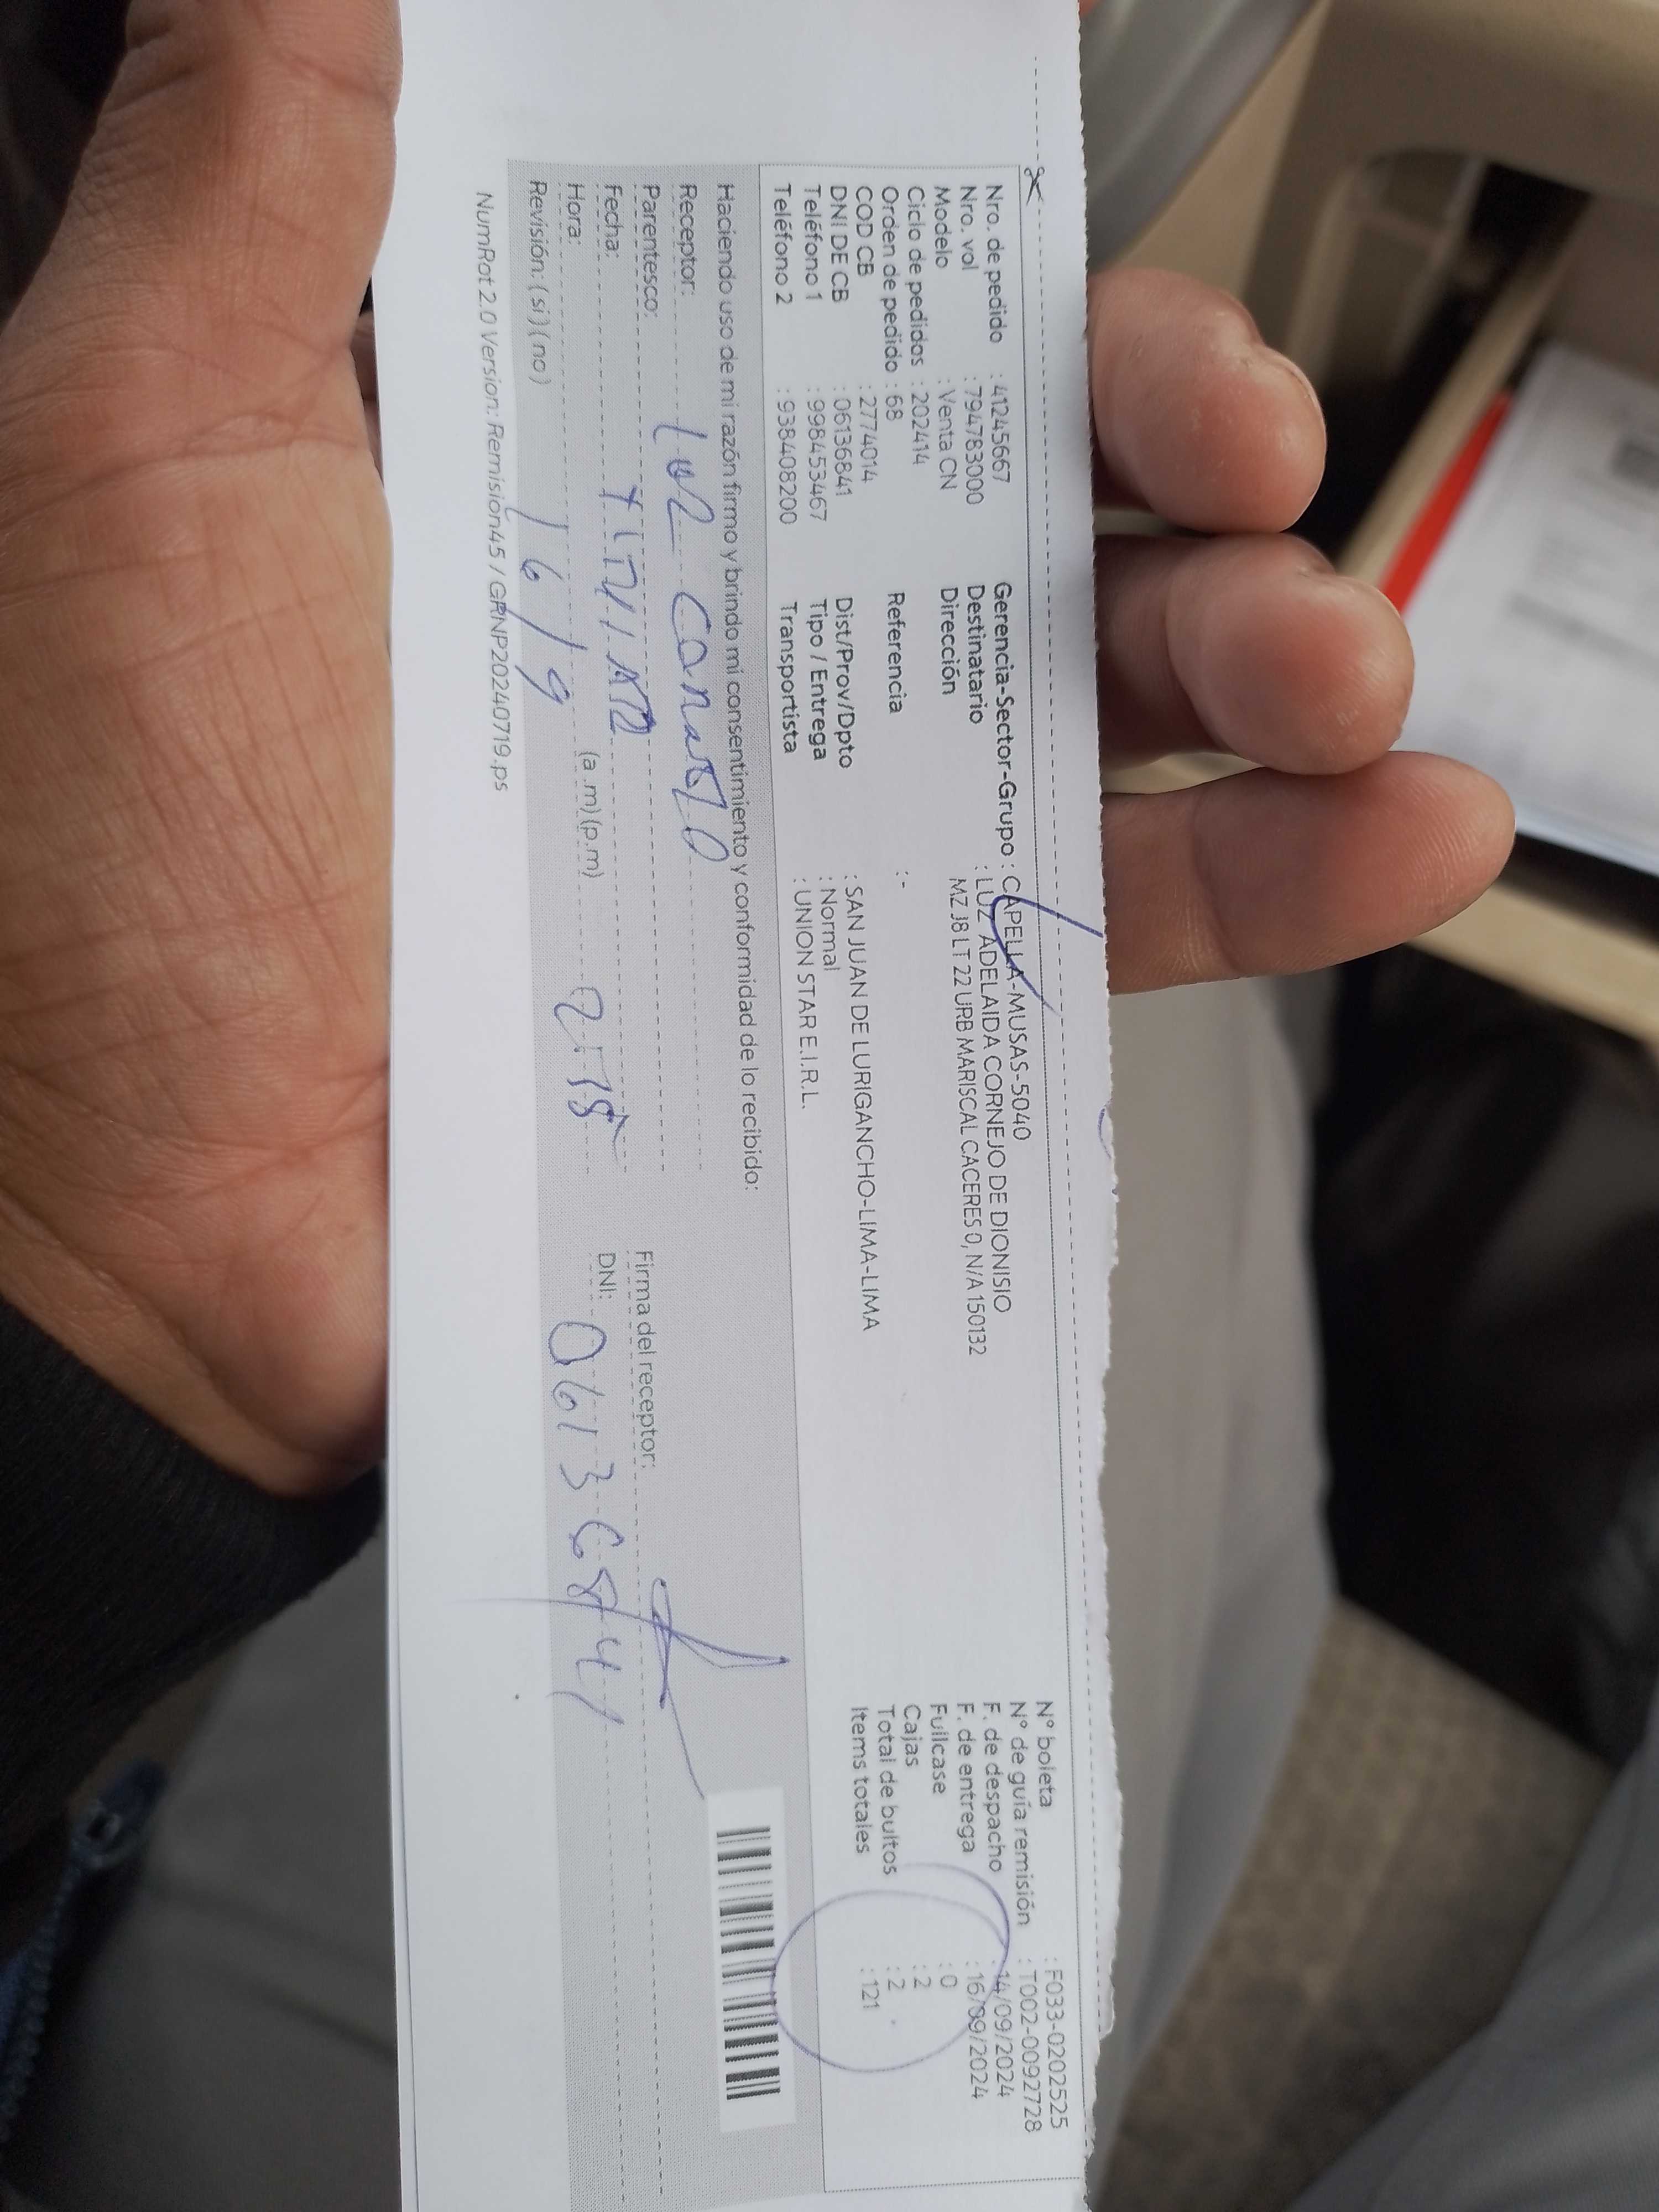 Nro. de pedido : 41245667
Nro. vol : 794783000
Modelo : Venta CN
Ciclo de pedidos : 202414
Orden de pedido : 68
COD CB : 2774014
DNI DE CB : 06136841
Teléfono 1 : 998453467
Teléfono 2 : 938408200
Gerencia-Sector-Grupo : CAPELLA-MUSAS-5040
Destinatario : LUZ ADELAIDA CORNEJO DE DIONISIO
Dirección MZ J8 LT 22 URB MARISCAL CACERES 0, N/A 150132
Referencia : -
Dist/Prov/Dpto : SAN JUAN DE LURIGANCHO-LIMA-LIMA
Tipo / Entrega : Normal
Transportista : UNION STAR E.I.R.L.
N° boleta : F033-0202525
N° de guía remisión : T002-0092728
F. de despacho : 14/09/2024
F. de entrega : 16/09/2024
Fullcase : 0
Cajas : 2
Total de bultos : 2
Items totales : 121
Haciendo uso de mi razón firmo y brindo mi consentimiento y conformidad de lo recibido:
Receptor: Luz
Parentesco:
Fecha:
Hora: 16/9 (a.m) (p.m) 2-15
Revisión: (si) (no)
Firma del receptor:
DNI: 06136841
NumRot 2.0 Version: Remisión45 / GRNP20240719.ps